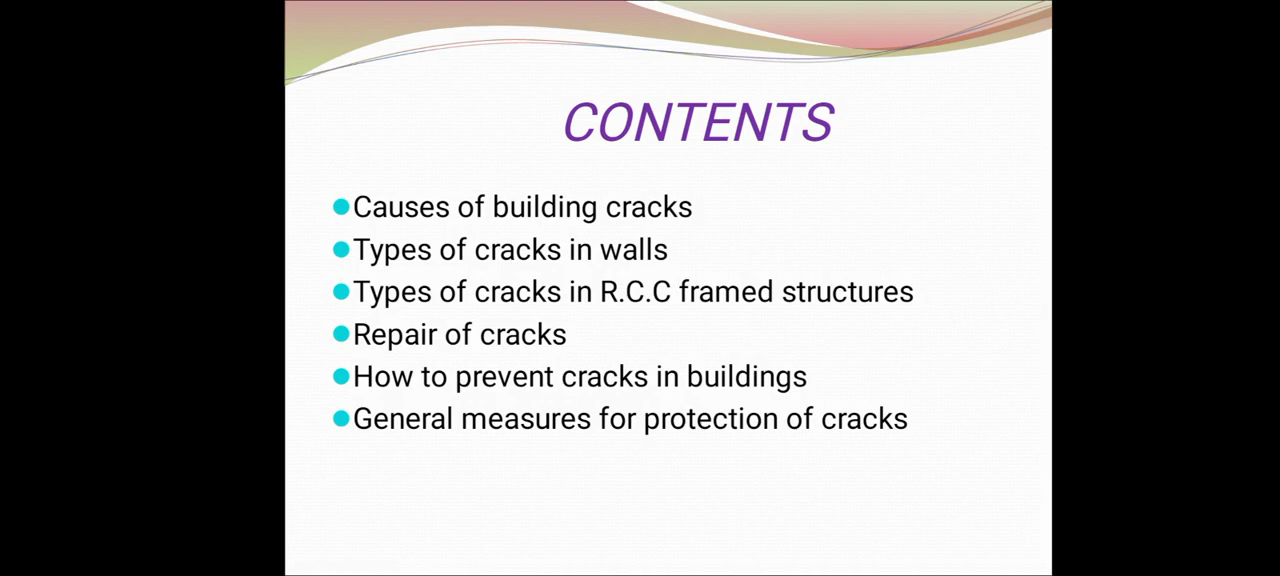 CONTENTS
Causes of building cracks
Types of cracks in walls
Types of cracks in R.C.C framed structures
Repair of cracks
How to prevent cracks in buildings
General measures for protection of cracks